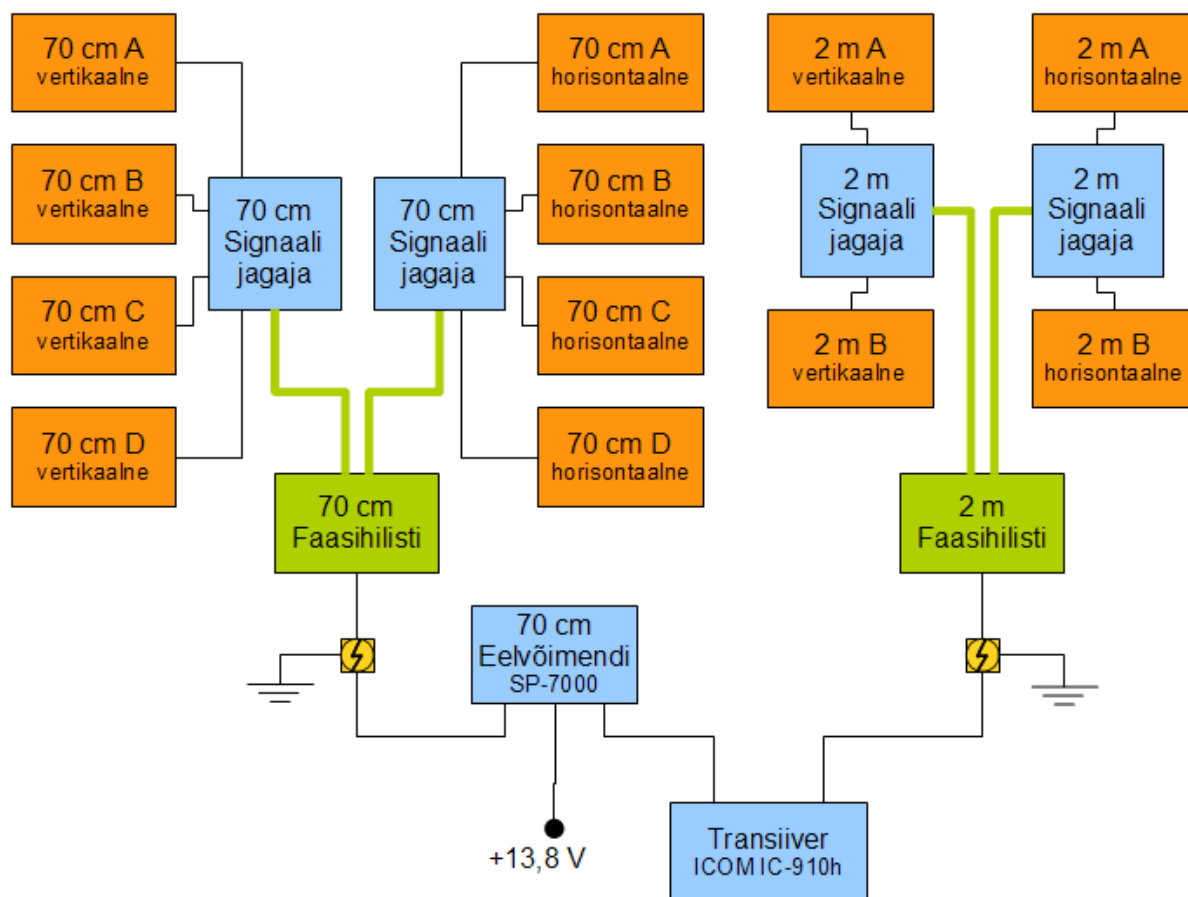 70 cm A
vertikaalne
70 cm A
horisontaalne
2 m A
vertikaalne
2 m A
horisontaalne
70 cm B
vertikaalne
70 cm
Signaali
jagaja
70 cm
Signaali
jagaja
70 cm B
horisontaalne
2 m
Signaali
jagaja
2 m
Signaali
jagaja
70 cm C
vertikaalne
70 cm C
horisontaalne
2 m B
vertikaalne
2 m B
horisontaalne
70 cm D
vertikaalne
70 cm D
horisontaalne
70 cm
Faasihilisti
2 m
Faasihilisti
70 cm
Eelvõimendi
SP-7000
+13,8 V
Transiiver
ICOM IC-910h